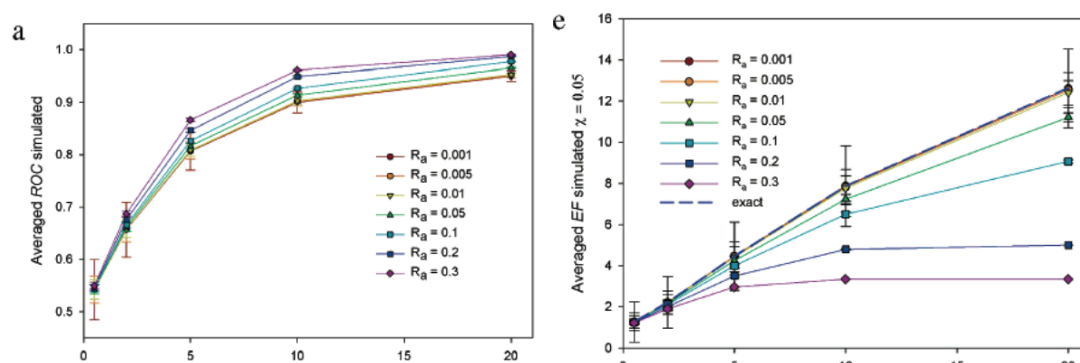 a
Averaged ROC simulated
1.0
0.9
0.8
0.7
0.6
0.5
0
5
10
15
20
Ra = 0.001
Ra = 0.005
Ra = 0.01
Ra = 0.05
Ra = 0.1
Ra = 0.2
Ra = 0.3
e
Averaged EF simulated χ = 0.05
16
14
12
10
8
6
4
2
0
Ra = 0.001
Ra = 0.005
Ra = 0.01
Ra = 0.05
Ra = 0.1
Ra = 0.2
Ra = 0.3
exact